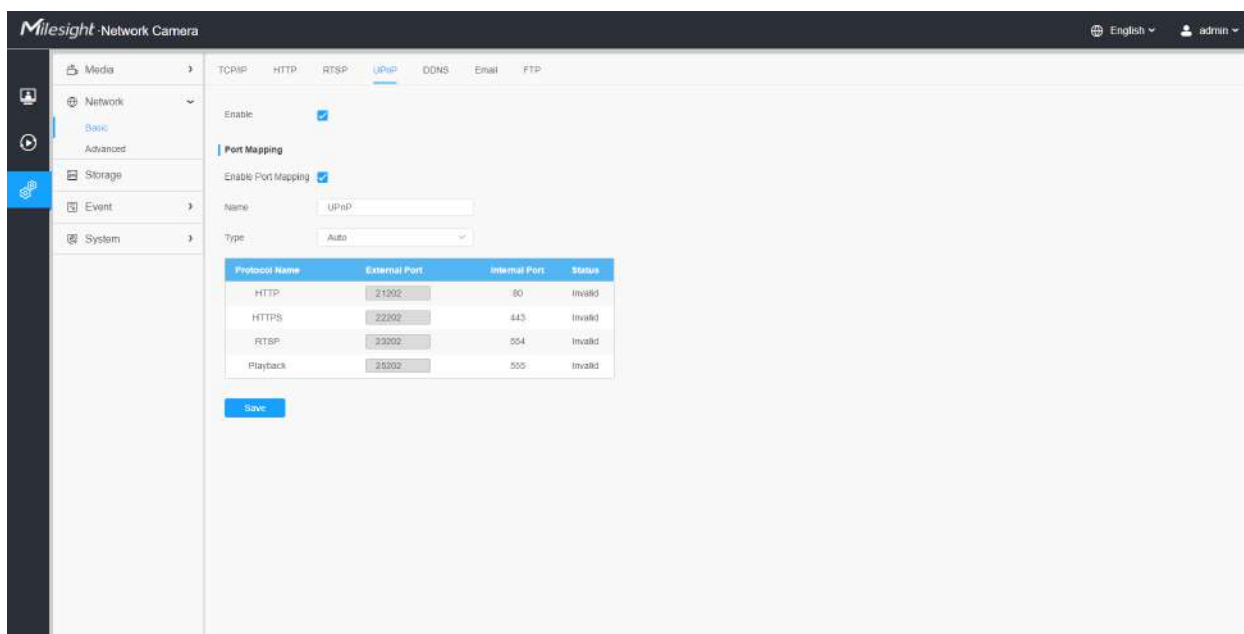 Milesight Network Camera
English
admin
Media
Network
Basic
Advanced
Storage
Event
System
TCP/IP HTTP RTSP UPnP DDNS Email FTP
Enable
Port Mapping
Enable Port Mapping
Name UPnP
Type Auto
Protocol Name External Port Internal Port Status
HTTP 21202 80 Invalid
HTTPS 22202 443 Invalid
RTSP 23202 554 Invalid
Playback 25202 555 Invalid
Save